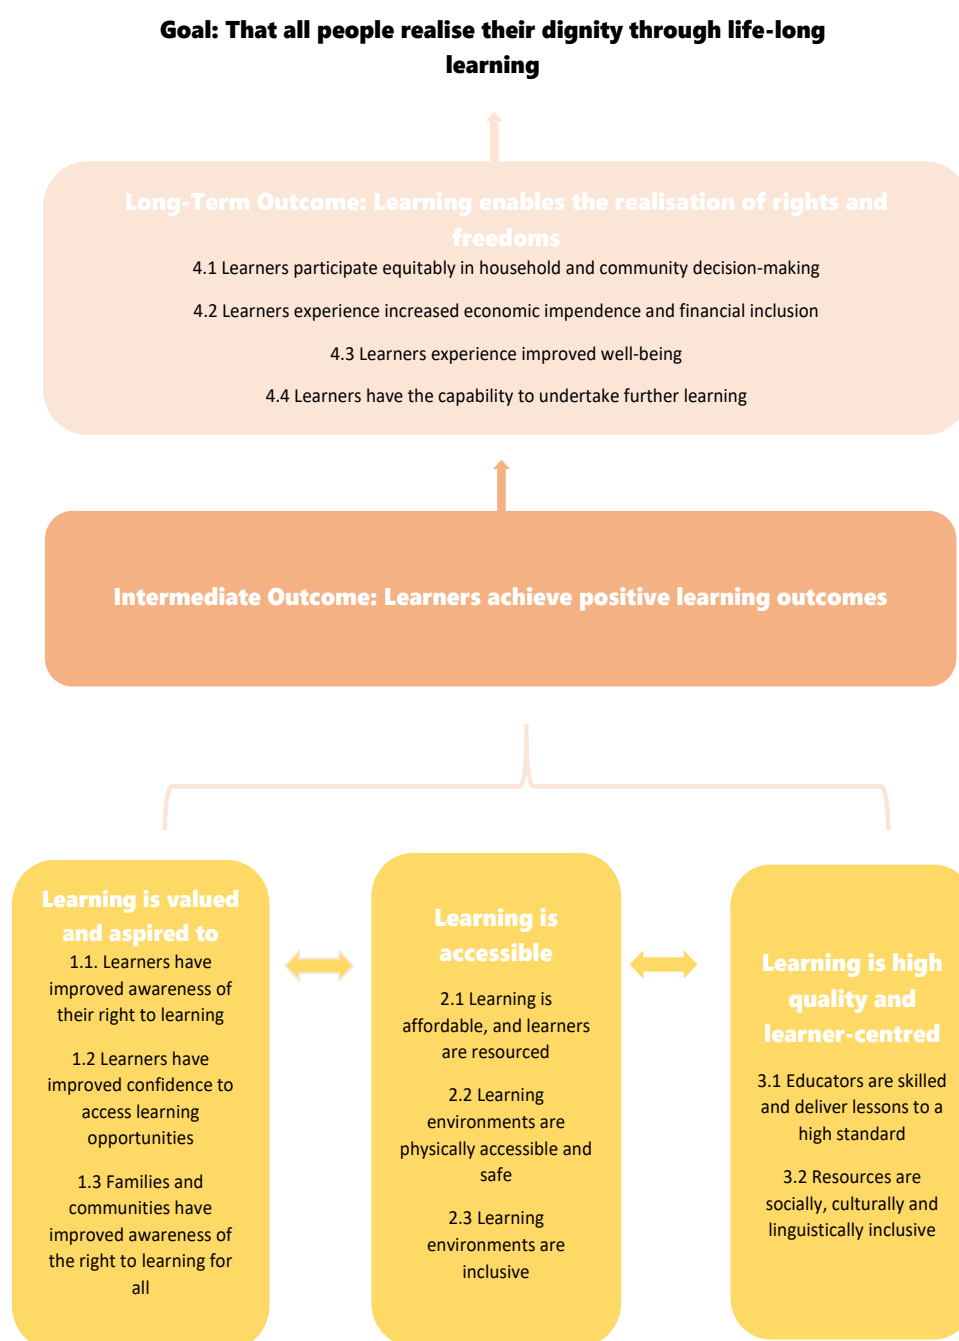 Goal: That all people realise their dignity through life-long
learning
Long-Term Outcome: Learning enables the realisation of rights and
freedoms
4.1 Learners participate equitably in household and community decision-making
4.2 Learners experience increased economic impendence and financial inclusion
4.3 Learners experience improved well-being
4.4 Learners have the capability to undertake further learning
Intermediate Outcome: Learners achieve positive learning outcomes
Learning is valued
and aspired to
1.1. Learners have
improved awareness of
their right to learning
1.2 Learners have
improved confidence to
access learning
opportunities
1.3 Families and
communities have
improved awareness of
the right to learning for
all
Learning is
accessible
2.1 Learning is
affordable, and learners
are resourced
2.2 Learning
environments are
physically accessible and
safe
2.3 Learning
environments are
inclusive
Learning is high
quality and
learner-centred
3.1 Educators are skilled
and deliver lessons to a
high standard
3.2 Resources are
socially, culturally and
linguistically inclusive